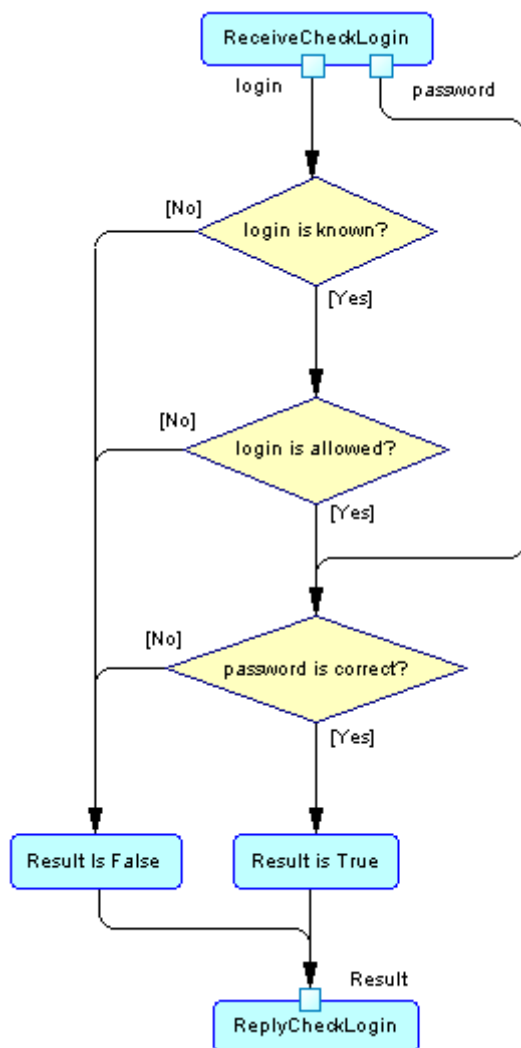 ReceiveCheckLogin
login
password
[No]
login is known?
[Yes]
[No]
login is allowed?
[Yes]
[No]
password is correct?
[Yes]
Result Is False
Result is True
Result
ReplyCheckLogin